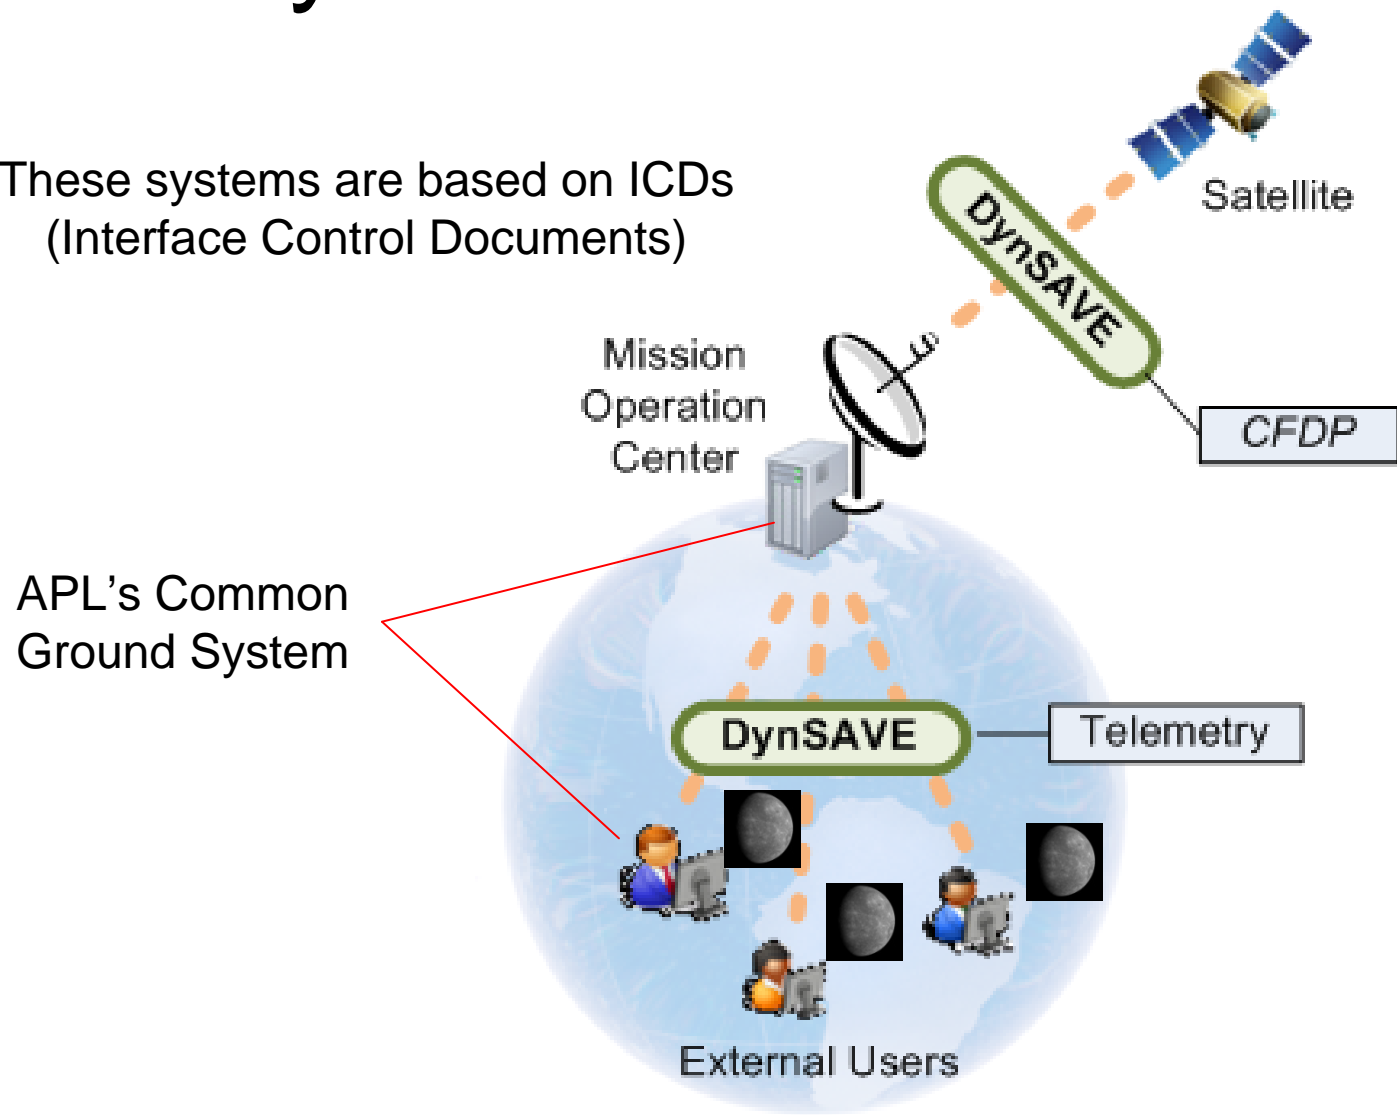 These systems are based on ICDs
(Interface Control Documents)
Satellite
DynSAVE
Mission
Operation
Center
CFDP
APL's Common
Ground System
DynSAVE
Telemetry
External Users